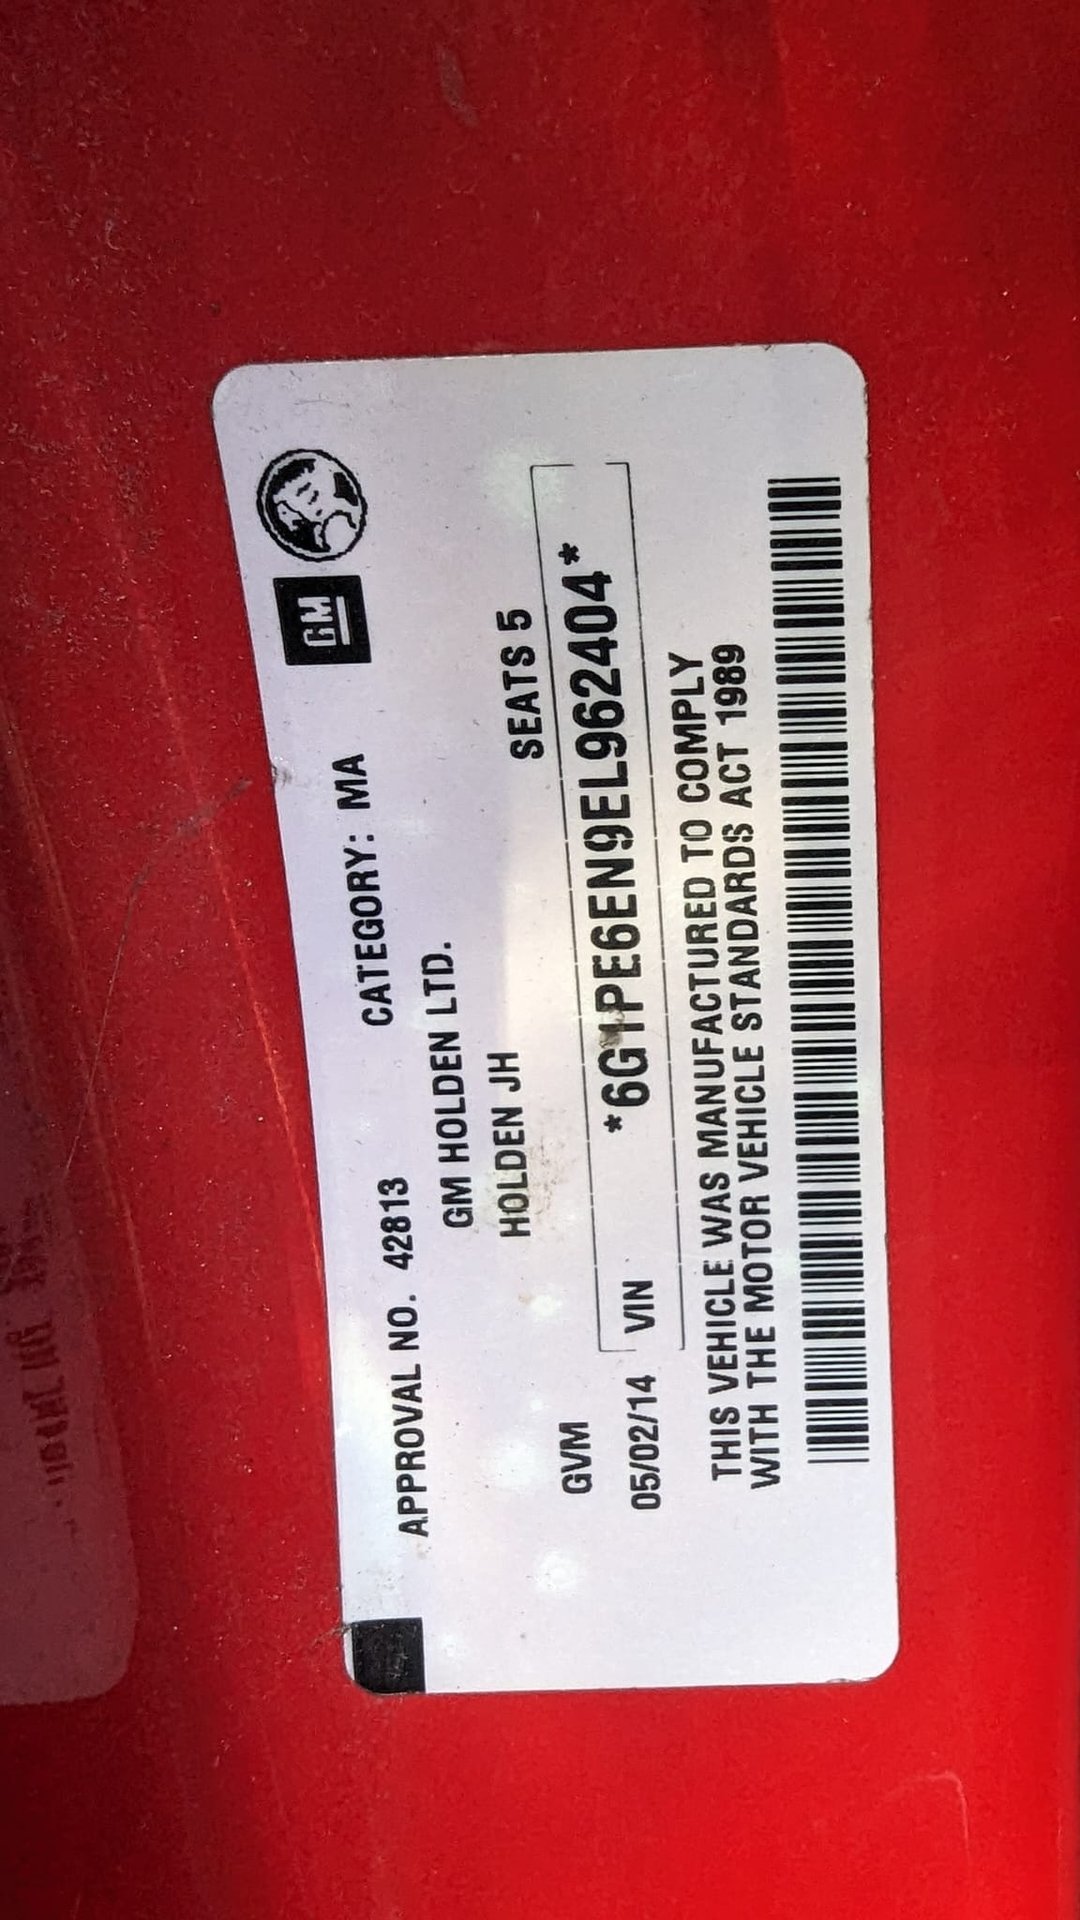 GM
APPROVAL NO. 42813 CATEGORY: MA
GM HOLDEN LTD.
HOLDEN JH
GVM SEATS 5
05/02/14 VIN *6G1PE6EN9EL962404*
THIS VEHICLE WAS MANUFACTURED TO COMPLY
WITH THE MOTOR VEHICLE STANDARDS ACT 1989